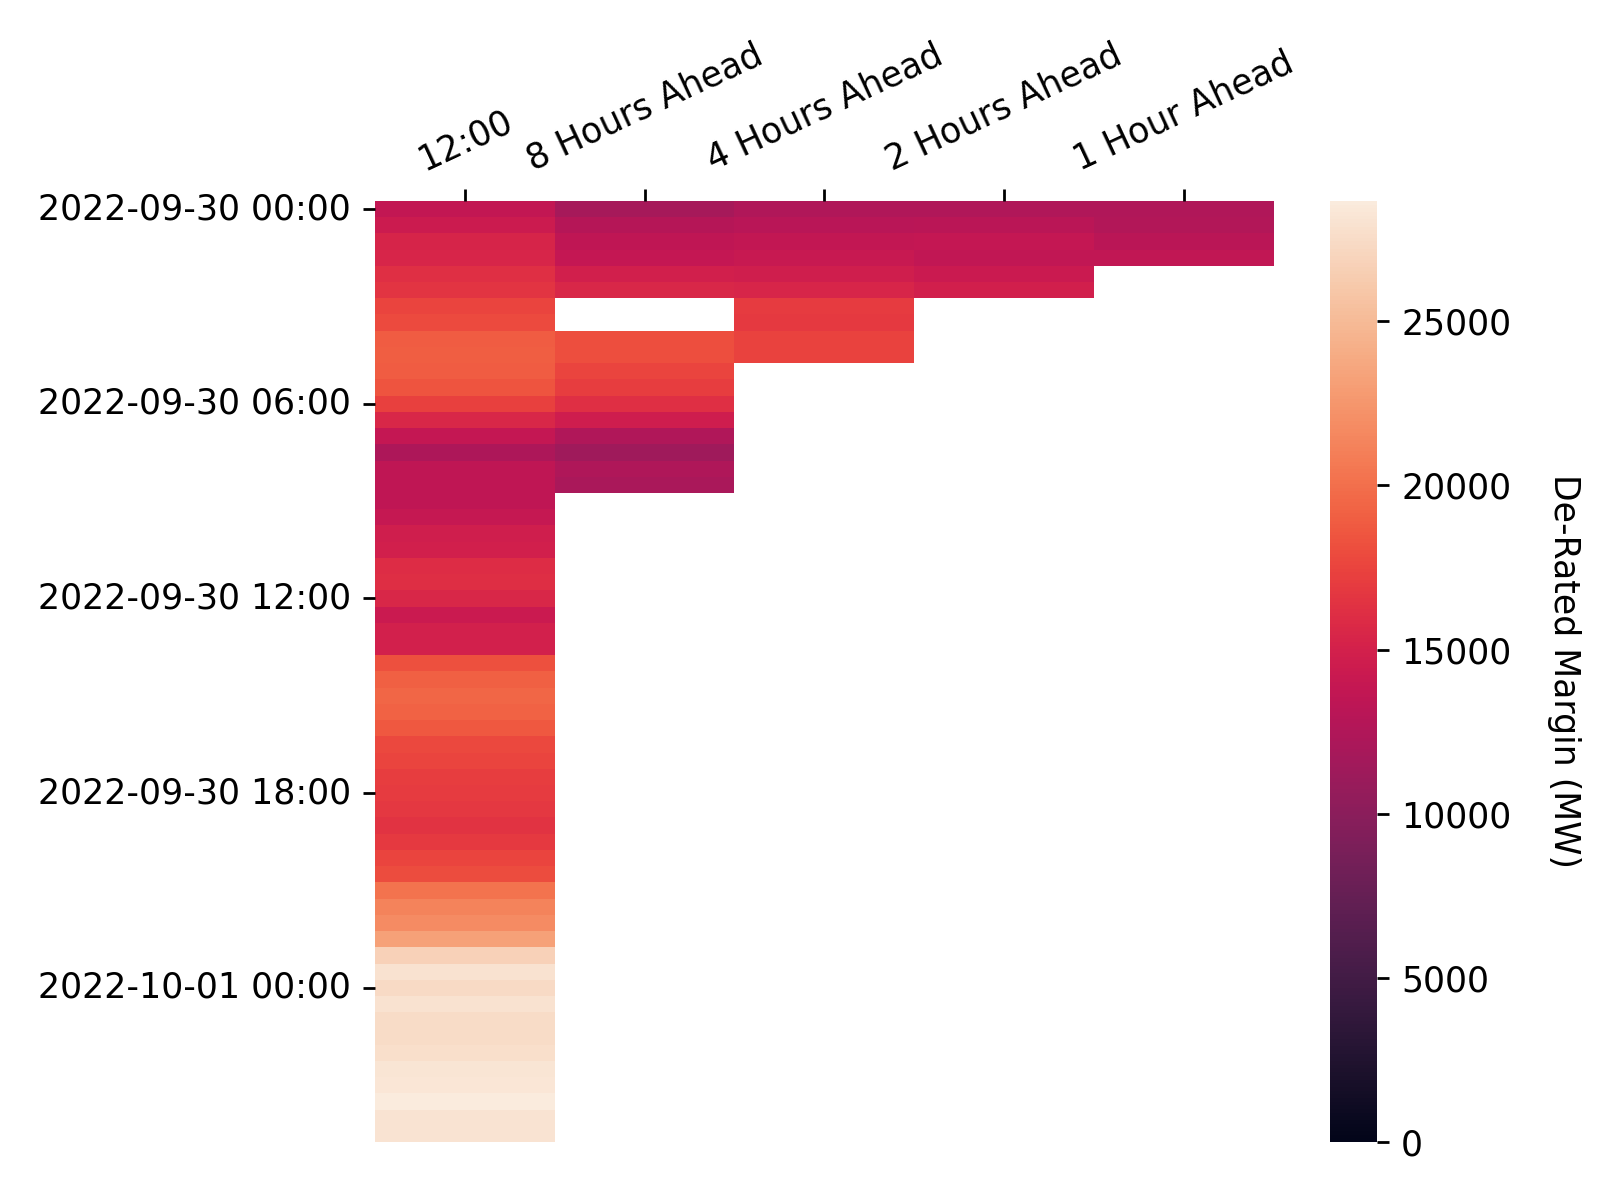 12:00
8 Hours Ahead
4 Hours Ahead
2 Hours Ahead
1 Hour Ahead
2022-09-30 00:00
2022-09-30 06:00
2022-09-30 12:00
2022-09-30 18:00
2022-10-01 00:00
25000
20000
15000
10000
5000
0
De-Rated Margin (MW)